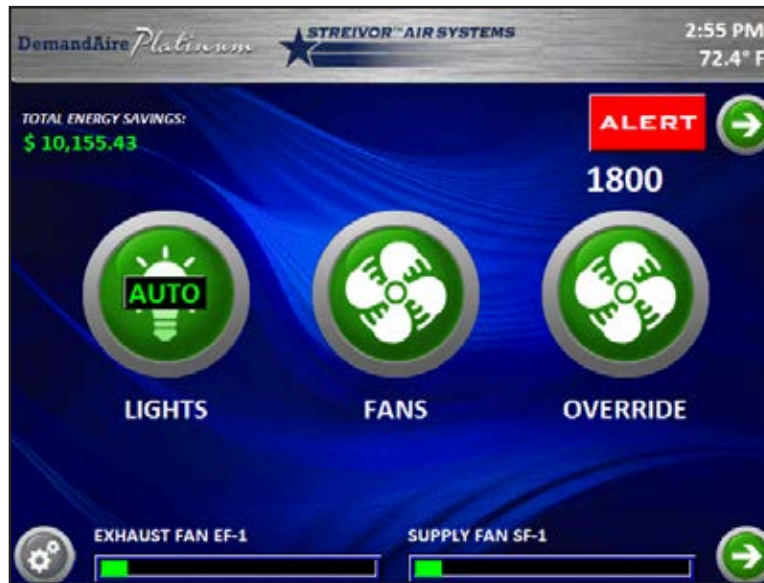 DemandAire Platinum
STREIVOR™ AIR SYSTEMS
2:55 PM
72.4° F
TOTAL ENERGY SAVINGS:
$ 10,155.43
ALERT
1800
AUTO
LIGHTS
FANS
OVERRIDE
EXHAUST FAN EF-1
SUPPLY FAN SF-1